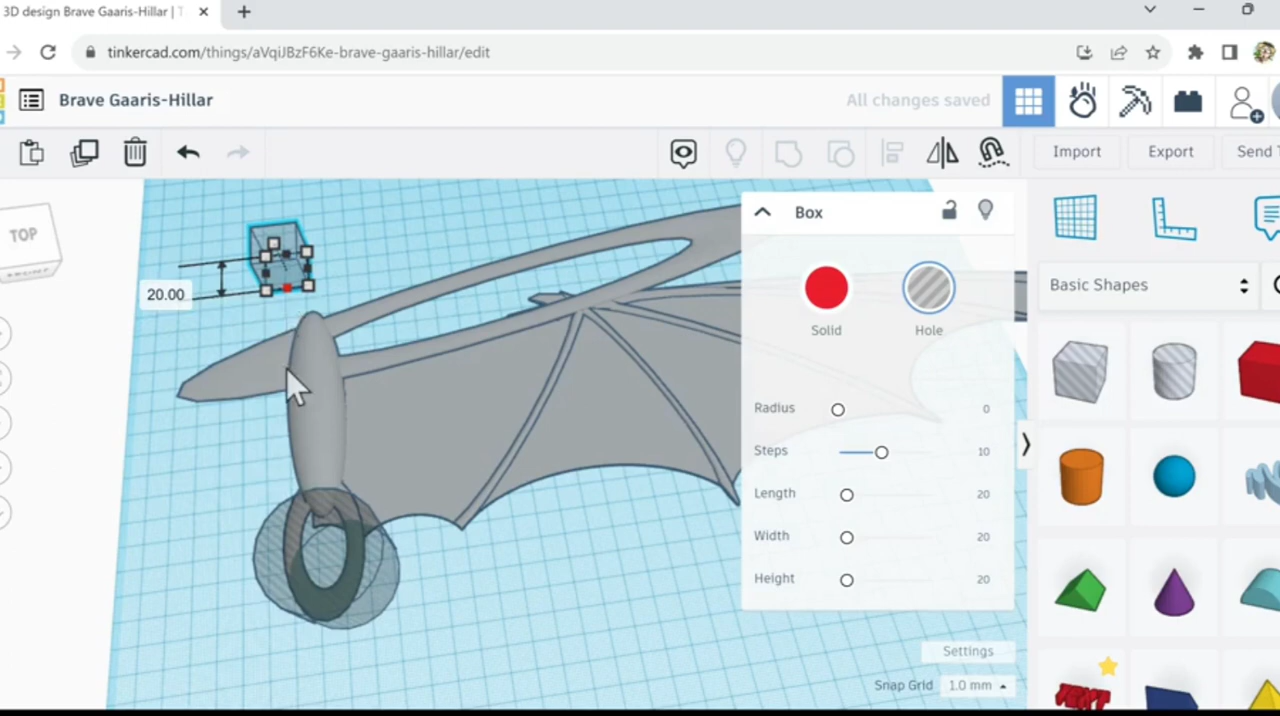 3D design Brave Gaaris-Hillar | T
tinkercad.com/things/aVqiJBzF6Ke-brave-gaaris-hillar/edit
Brave Gaaris-Hillar
All changes saved
Import
Export
Send T
TOP
FRONT
20.00
Box
Solid
Hole
Radius 0
Steps 10
Length 20
Width 20
Height 20
Basic Shapes
TEXT
Settings
Snap Grid 1.0 mm